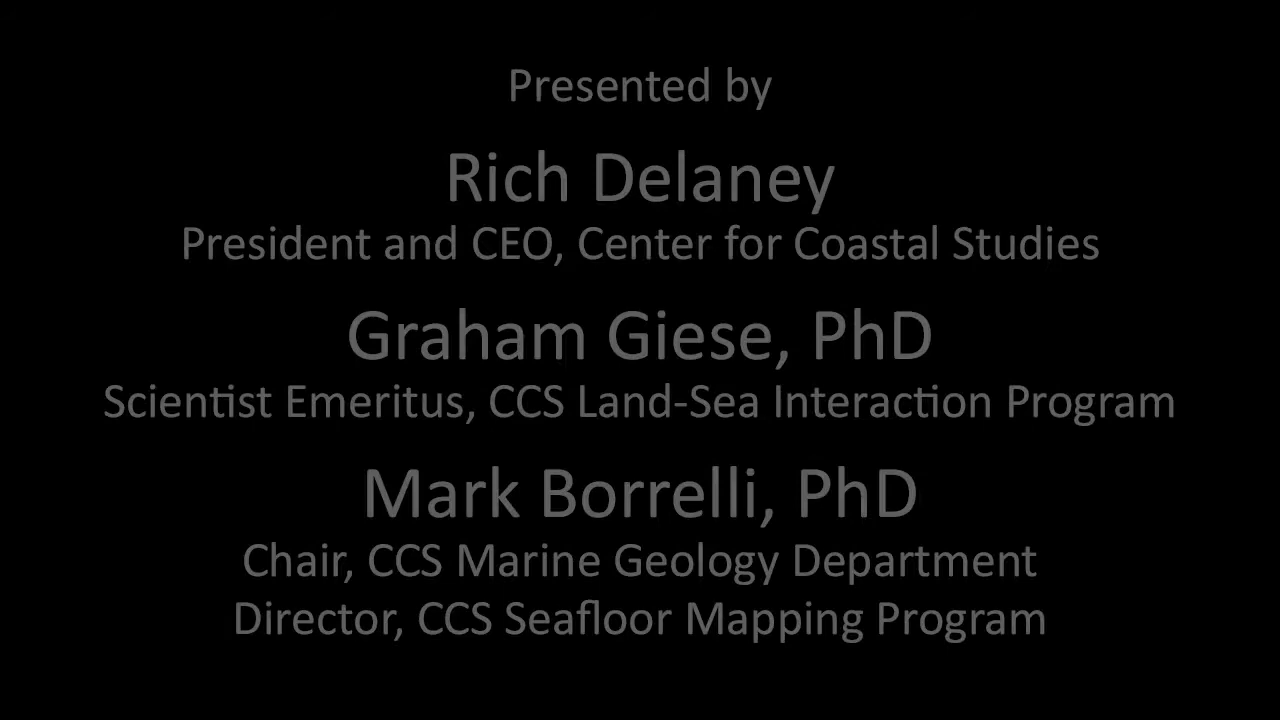 Presented by
Rich Delaney
President and CEO, Center for Coastal Studies
Graham Giese, PhD
Scientist Emeritus, CCS Land-Sea Interaction Program
Mark Borrelli, PhD
Chair, CCS Marine Geology Department
Director, CCS Seafloor Mapping Program